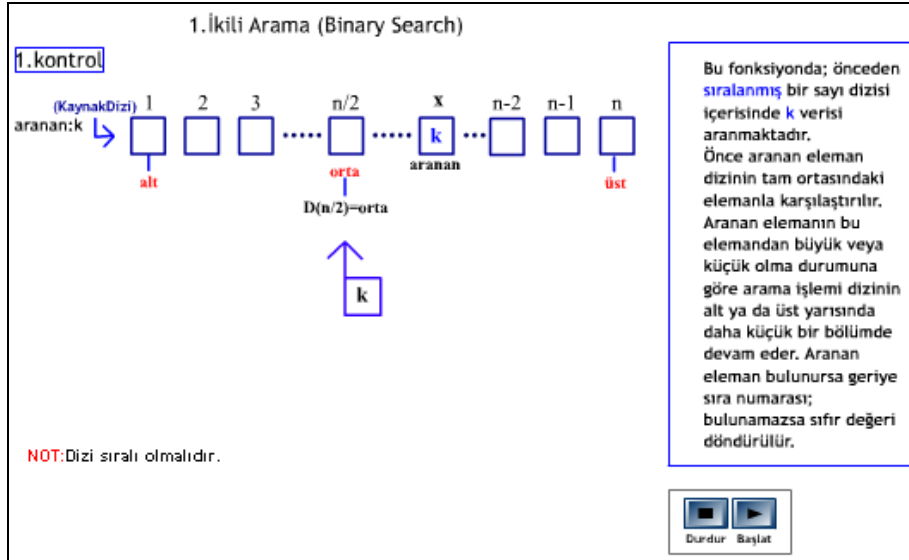 1.İkili Arama (Binary Search)
1.kontrol
1 2 3 n/2 x n-2 n-1 n
(KaynakDizi)
aranan:k
k
aranan
alt
orta
üst
D(n/2)=orta
k
NOT:Dizi sıralı olmalıdır.
Bu fonksiyonda; önceden
sıralanmış bir sayı dizisi
içerisinde k verisi
aranmaktadır.
Önce aranan eleman
dizinin tam ortasındaki
elemanla karşılaştırılır.
Aranan elemanın bu
elemandan büyük veya
küçük olma durumuna
göre arama işlemi dizinin
alt ya da üst yarısında
daha küçük bir bölümde
devam eder. Aranan
eleman bulunursa geriye
sıra numarası;
bulunamazsa sıfır değeri
döndürülür.
Durdur Başlat